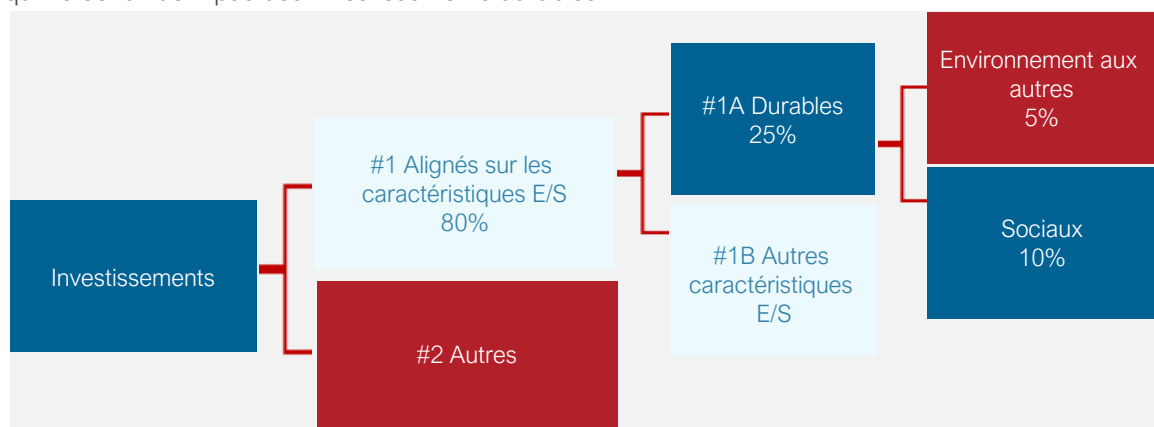 Environnement aux
autres
5%
#1A Durables
25%
#1 Alignés sur les
caractéristiques E/S
80%
Sociaux
10%
#1B Autres
caractéristiques
E/S
Investissements
#2 Autres